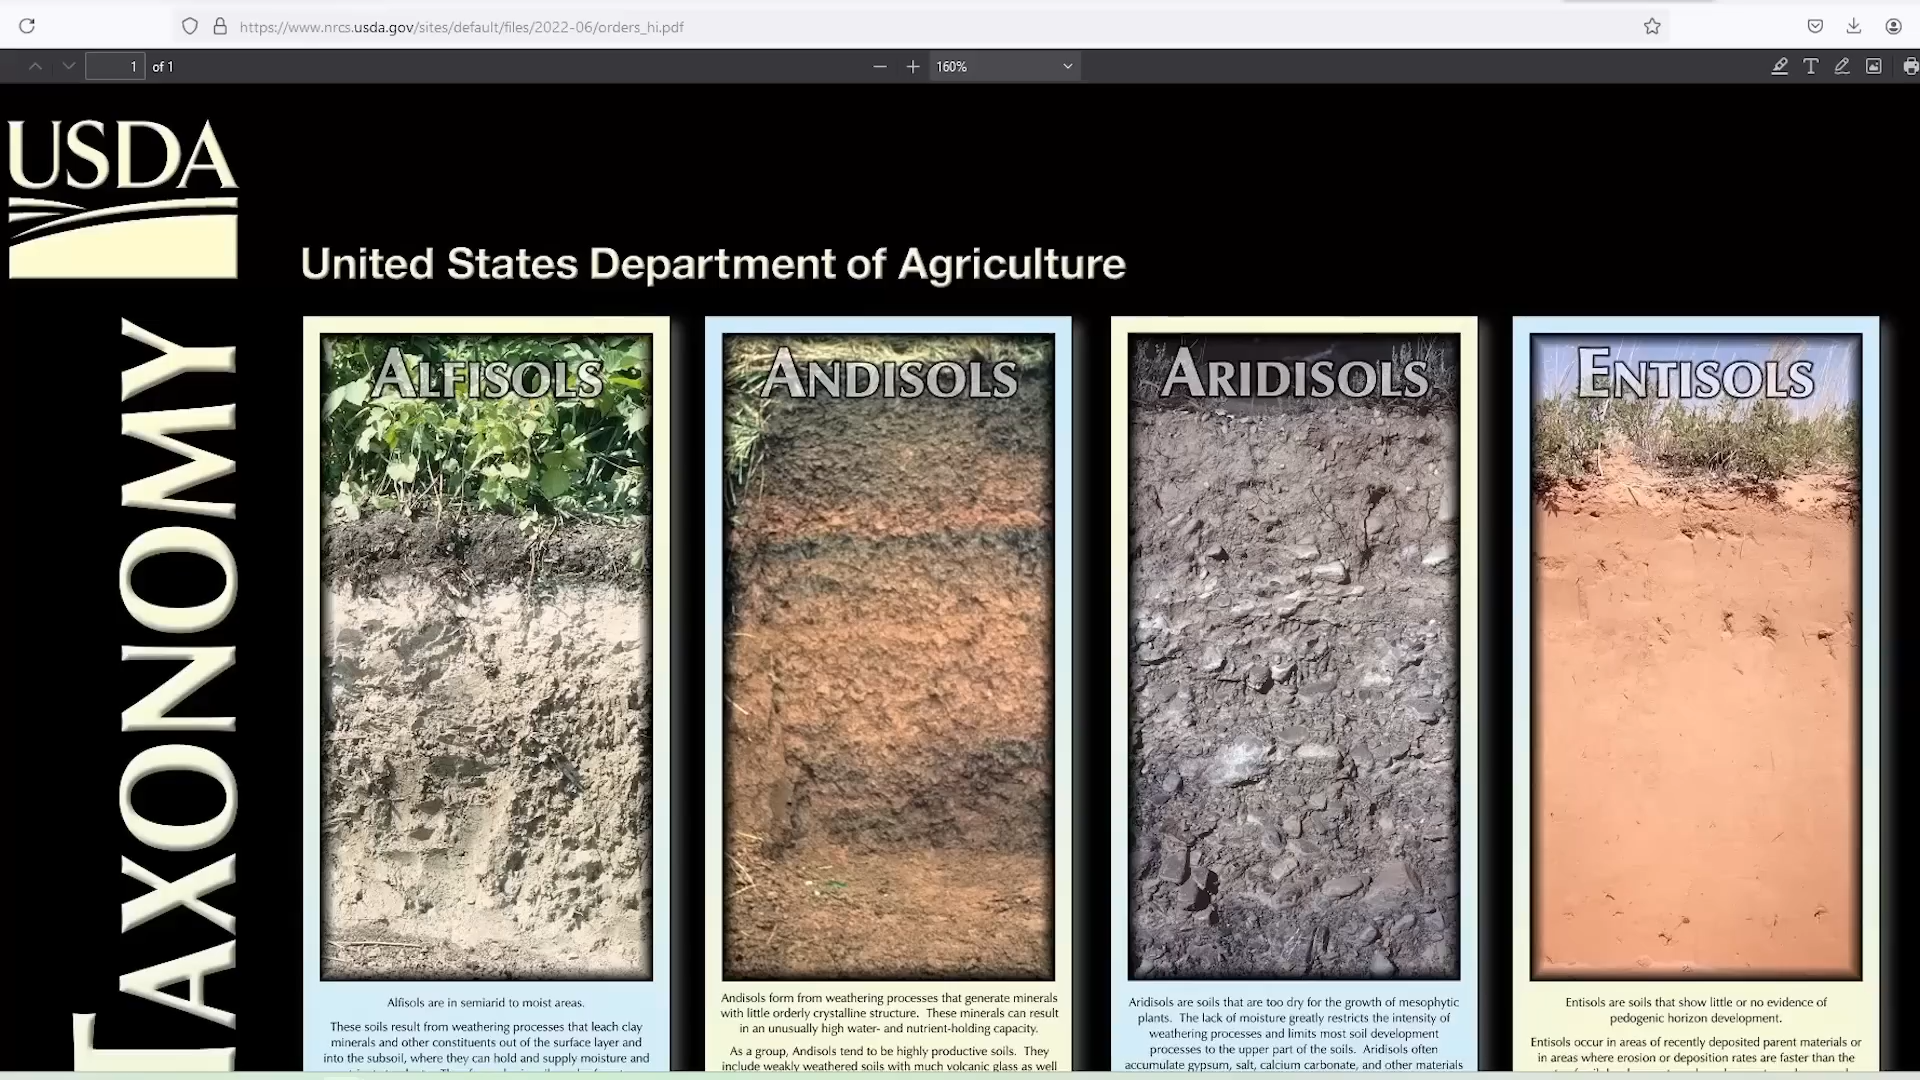 https://www.nrcs.usda.gov/sites/default/files/2022-06/orders_hi.pdf
1 of 1
160%
USDA
United States Department of Agriculture
TAXONOMY
ALFISOLS
Alfisols are in semiarid to moist areas.
These soils result from weathering processes that leach clay
minerals and other constituents out of the surface layer and
into the subsoil, where they can hold and supply moisture and
ANDISOLS
Andisols form from weathering processes that generate minerals
with little orderly crystalline structure. These minerals can result
in an unusually high water- and nutrient-holding capacity.
As a group, Andisols tend to be highly productive soils. They
include weakly weathered soils with much volcanic glass as well
ARIDISOLS
Aridisols are soils that are too dry for the growth of mesophytic
plants. The lack of moisture greatly restricts the intensity of
weathering processes and limits most soil development
processes to the upper part of the soils. Aridisols often
accumulate gypsum, salt, calcium carbonate, and other materials
ENTISOLS
Entisols are soils that show little or no evidence of
pedogenic horizon development.
Entisols occur in areas of recently deposited parent materials or
in areas where erosion or deposition rates are faster than the